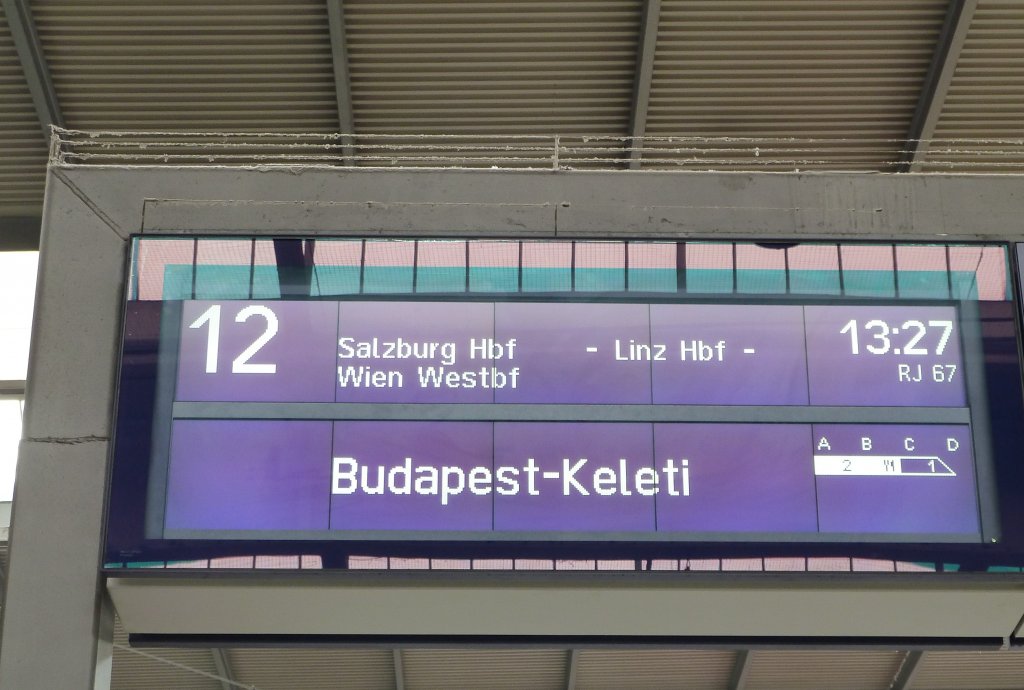 12
Salzburg Hbf - Linz Hbf -
Wien Westbf
13:27
RJ 67
Budapest-Keleti
A B C D
2 1